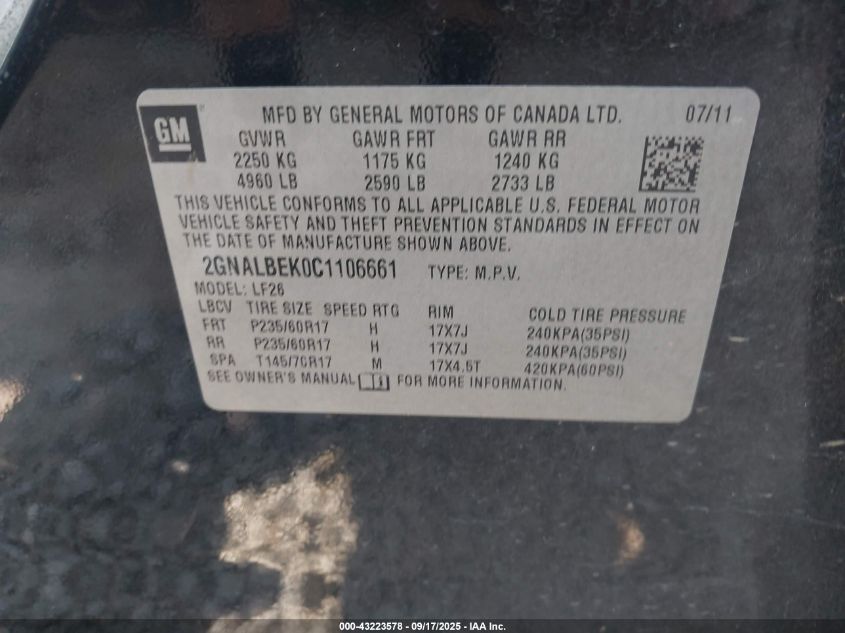 GM
MFD BY GENERAL MOTORS OF CANADA LTD. 07/11
GVWR GAWR FRT GAWR RR
2250 KG 1175 KG 1240 KG
4960 LB 2590 LB 2733 LB
THIS VEHICLE CONFORMS TO ALL APPLICABLE U.S. FEDERAL MOTOR
VEHICLE SAFETY AND THEFT PREVENTION STANDARDS IN EFFECT ON
THE DATE OF MANUFACTURE SHOWN ABOVE.
2GNALBEK0C1106661 TYPE: M.P.V.
MODEL: LF26
LBCV TIRE SIZE SPEED RTG RIM COLD TIRE PRESSURE
FRT P235/60R17 H 17X7J 240KPA(35PSI)
RR P235/60R17 H 17X7J 240KPA(35PSI)
SPA T145/70R17 M 17X4.5T 420KPA(60PSI)
SEE OWNER'S MANUAL FOR MORE INFORMATION.
000-43223578 - 09/17/2025 - IAA Inc.